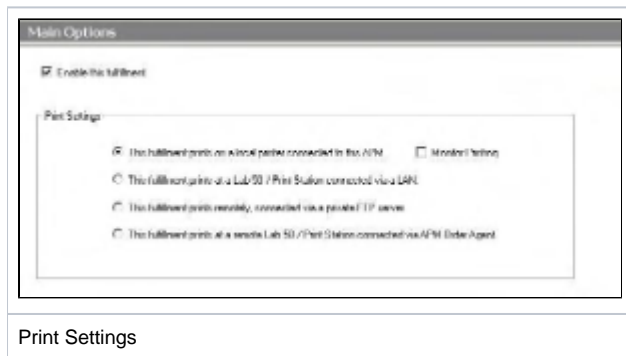 Main Options
Enable this fulfillment
Print Settings
This fulfillment prints on a local printer connected to this APM. Monitor Printing
This fulfillment prints at a Lab 50 / Print Station connected via a LAN.
This fulfillment prints remotely, connected via a private FTP server.
This fulfillment prints at a remote Lab 50 / Print Station connected via APM Order Agent.
Print Settings